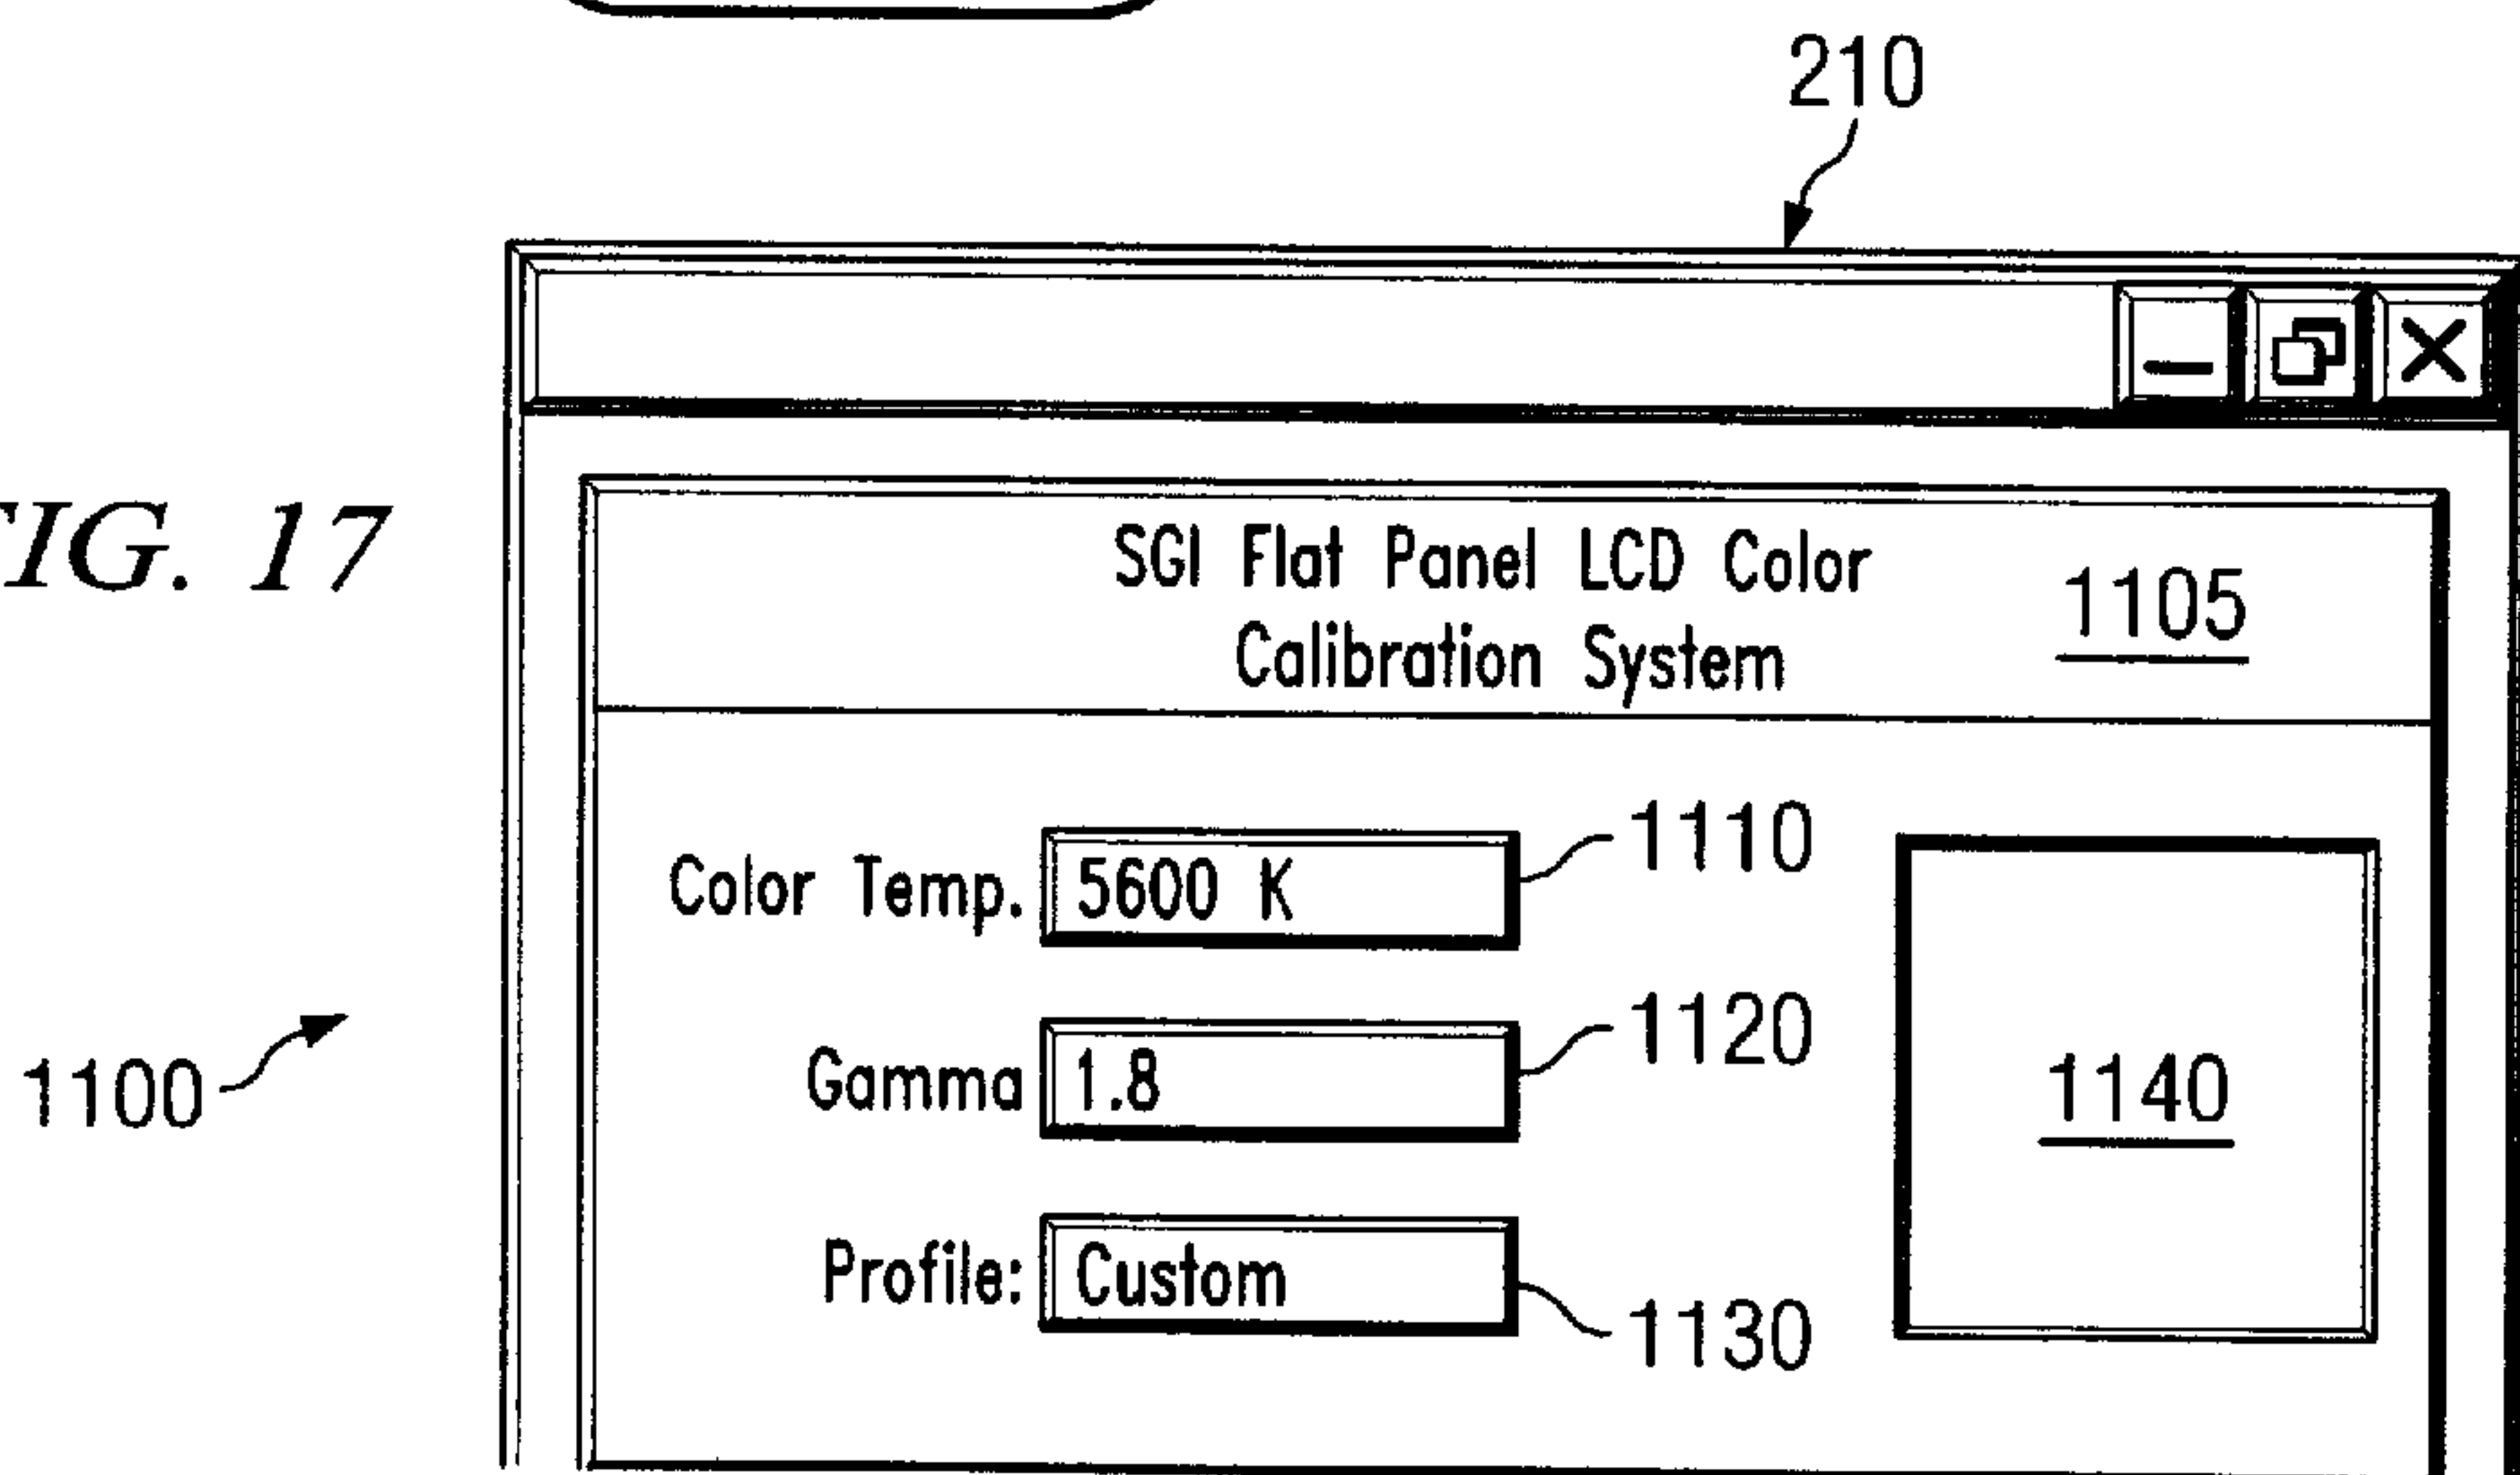 210
FIG. 17
SGI Flat Panel LCD Color
Calibration System
1105
Color Temp. 5600 K 1110
Gamma 1.8 1120
1140
1100
Profile: Custom 1130